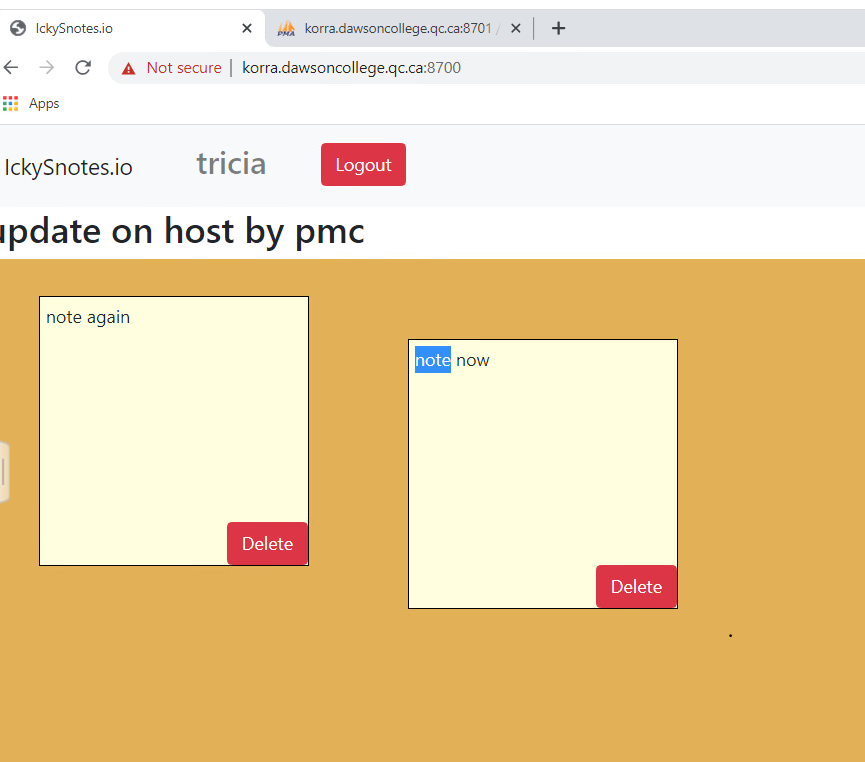 IckySnotes.io
korra.dawsoncollege.qc.ca:8701 /
Not secure | korra.dawsoncollege.qc.ca:8700
Apps
IckySnotes.io
tricia
Logout
update on host by pmc
note again
Delete
note now
Delete